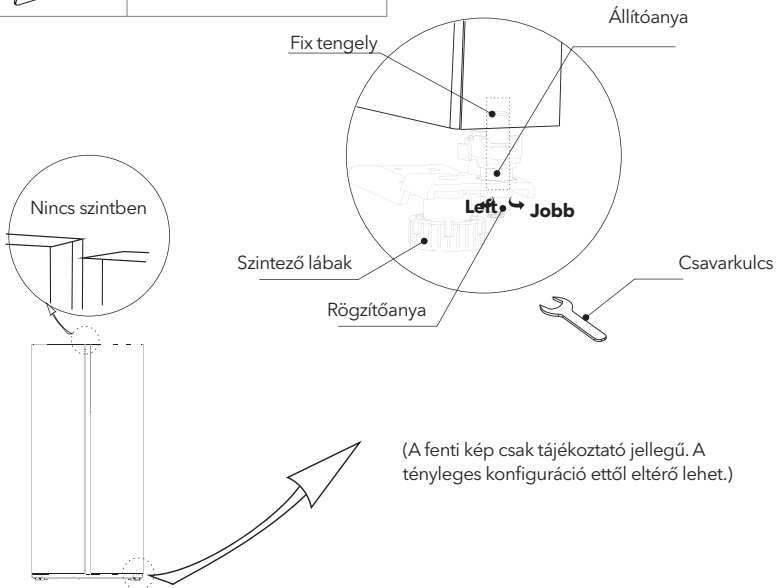 Állítóanya
Fix tengely
Nincs szintben
Left
Jobb
Szintező lábak
Csavarkulcs
Rögzítőanya
(A fenti kép csak tájékoztató jellegű. A
tényleges konfiguráció ettől eltérő lehet.)